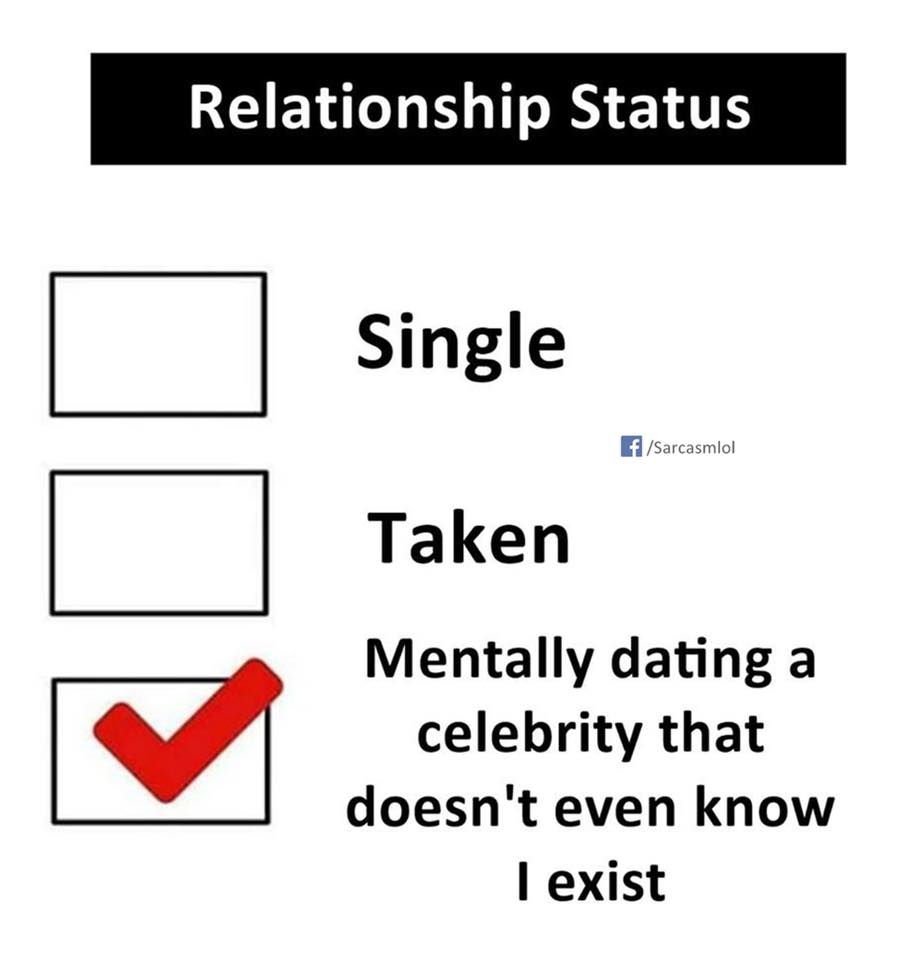 Relationship Status
Single
/Sarcasmlol
Taken
Mentally dating a
celebrity that
doesn't even know
I exist